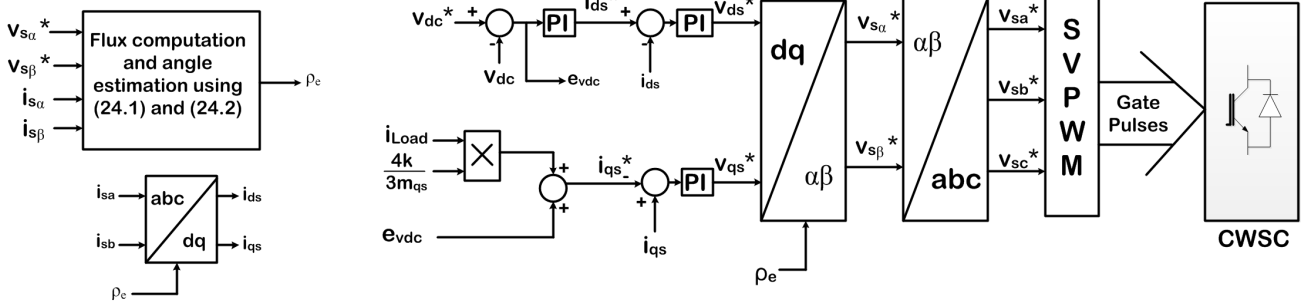 vsα*
vsβ*
isα
isβ
Flux computation
and angle
estimation using
(24.1) and (24.2)
ρe
isa
isb
abc
dq
ids
iqs
ρe
vdc*
+
-
vdc
PI
evdc
ids*
+
-
ids
PI
vds*
iLoad
4k
3mqs
×
+
+
evdc
iqs*
-
+
iqs
PI
vqs*
dq
αβ
ρe
vsα*
vsβ*
αβ
abc
vsa*
vsb*
vsc*
S
V
P
W
M
Gate
Pulses
CWSC